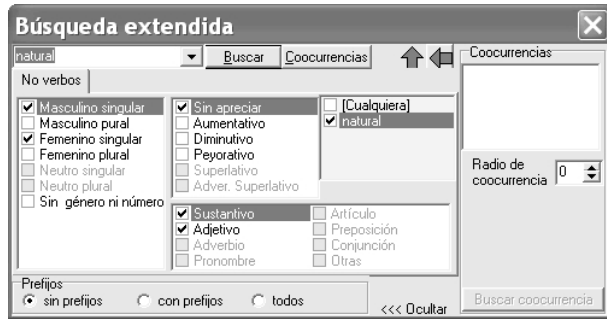 Búsqueda extendida
natural
Buscar
Coocurrencias
No verbos
Masculino singular
Masculino pural
Femenino singular
Femenino plural
Neutro singular
Neutro plural
Sin género ni número
Sin apreciar
Aumentativo
Diminutivo
Peyorativo
Superlativo
Adver. Superlativo
[Cualquiera]
natural
Sustantivo
Adjetivo
Adverbio
Pronombre
Artículo
Preposición
Conjunción
Otras
Prefijos
sin prefijos
con prefijos
todos
<<< Ocultar
Coocurrencias
Radio de
coocurrencia
0
Buscar coocurrencia